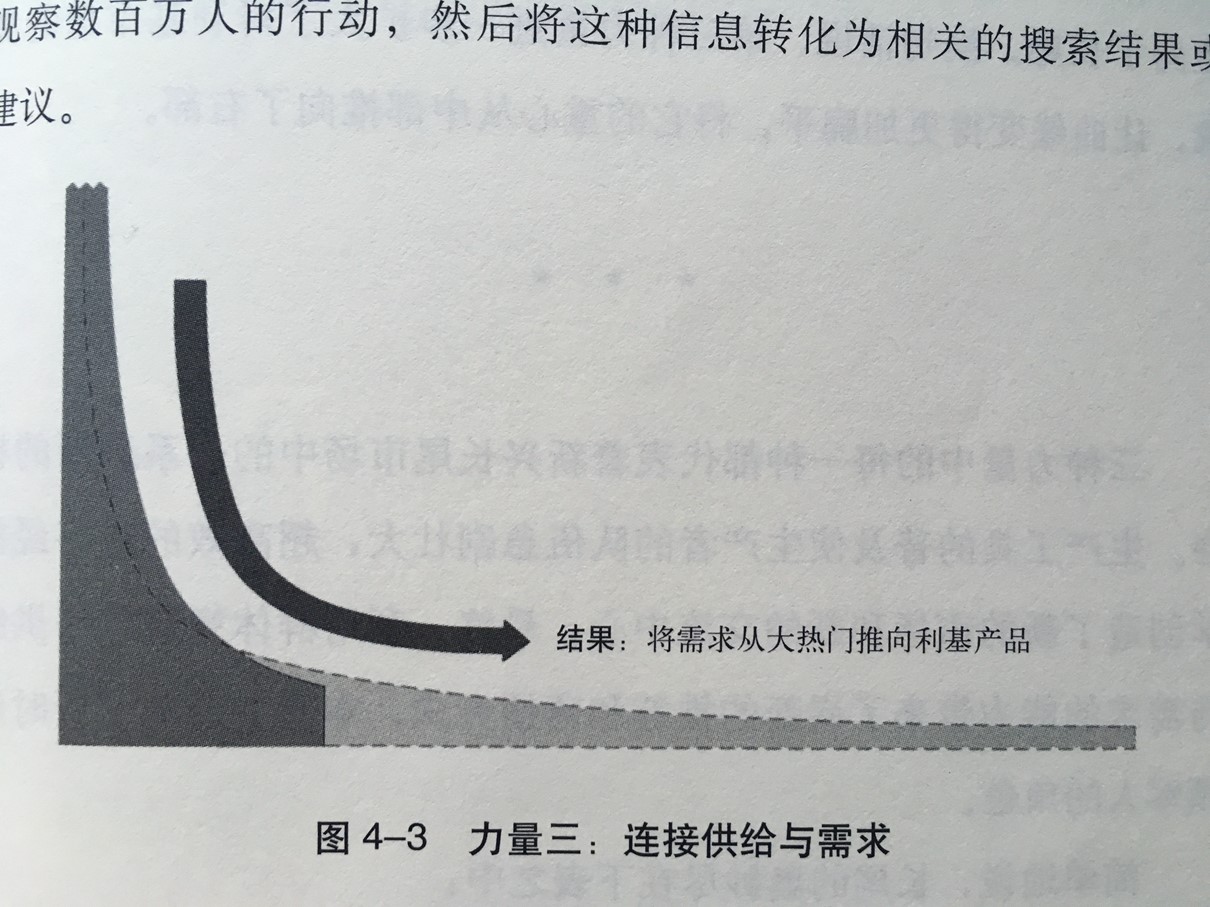 观察数百万人的行动，然后将这种信息转化为相关的搜索结果或
建议。
结果：将需求从大热门推向利基产品
图 4-3 力量三：连接供给与需求